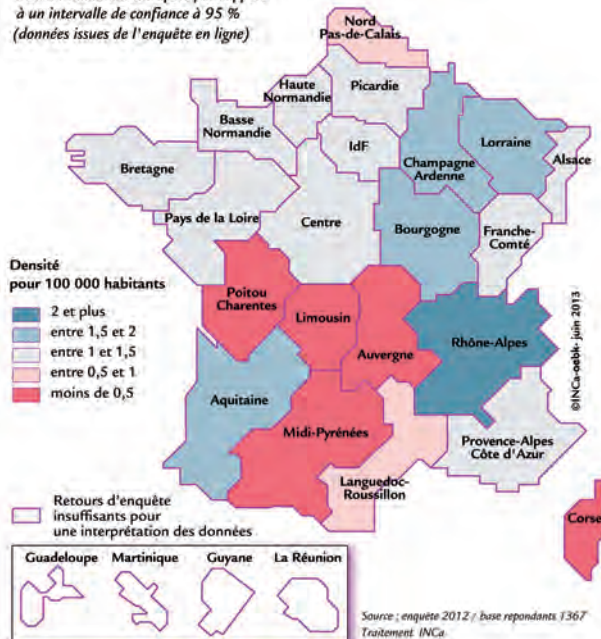 à un intervalle de confiance à 95 %
(données issues de l'enquête en ligne)
Nord
Pas-de-Calais
Haute
Normandie
Picardie
Basse
Normandie
IdF
Champagne
Ardenne
Lorraine
Alsace
Bretagne
Pays de la Loire
Centre
Bourgogne
Franche-
Comté
Densité
pour 100 000 habitants
2 et plus
entre 1,5 et 2
entre 1 et 1,5
entre 0,5 et 1
moins de 0,5
Poitou
Charentes
Limousin
Auvergne
Rhône-Alpes
Aquitaine
Midi-Pyrénées
Languedoc-
Roussillon
Provence-Alpes
Côte d'Azur
Corse
©INCa-oebk- juin 2013
Retours d'enquête
insuffisants pour
une interprétation des données
Guadeloupe
Martinique
Guyane
La Réunion
Source : enquête 2012 / base repondants 1367
Traitement INCa